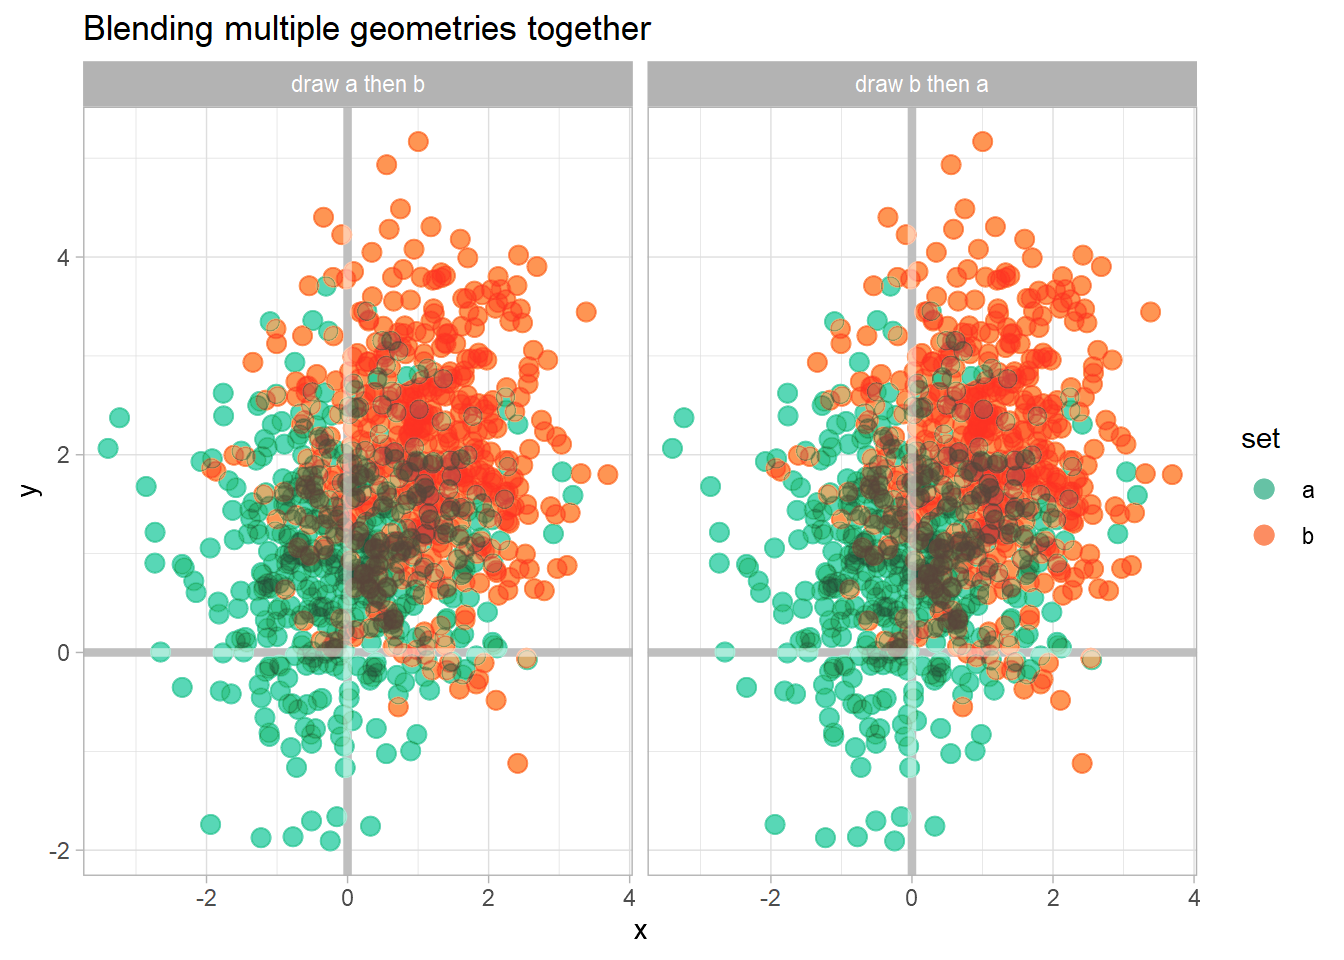 Blending multiple geometries together
draw a then b
draw b then a
4
2
0
-2
y
-2 0 2 4
-2 0 2 4
x
set
a
b